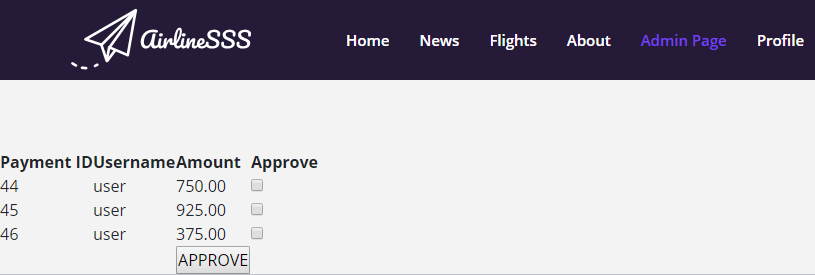 AirlineSSS Home News Flights About Admin Page Profile
Payment ID Username Amount Approve
44 user 750.00
45 user 925.00
46 user 375.00
APPROVE